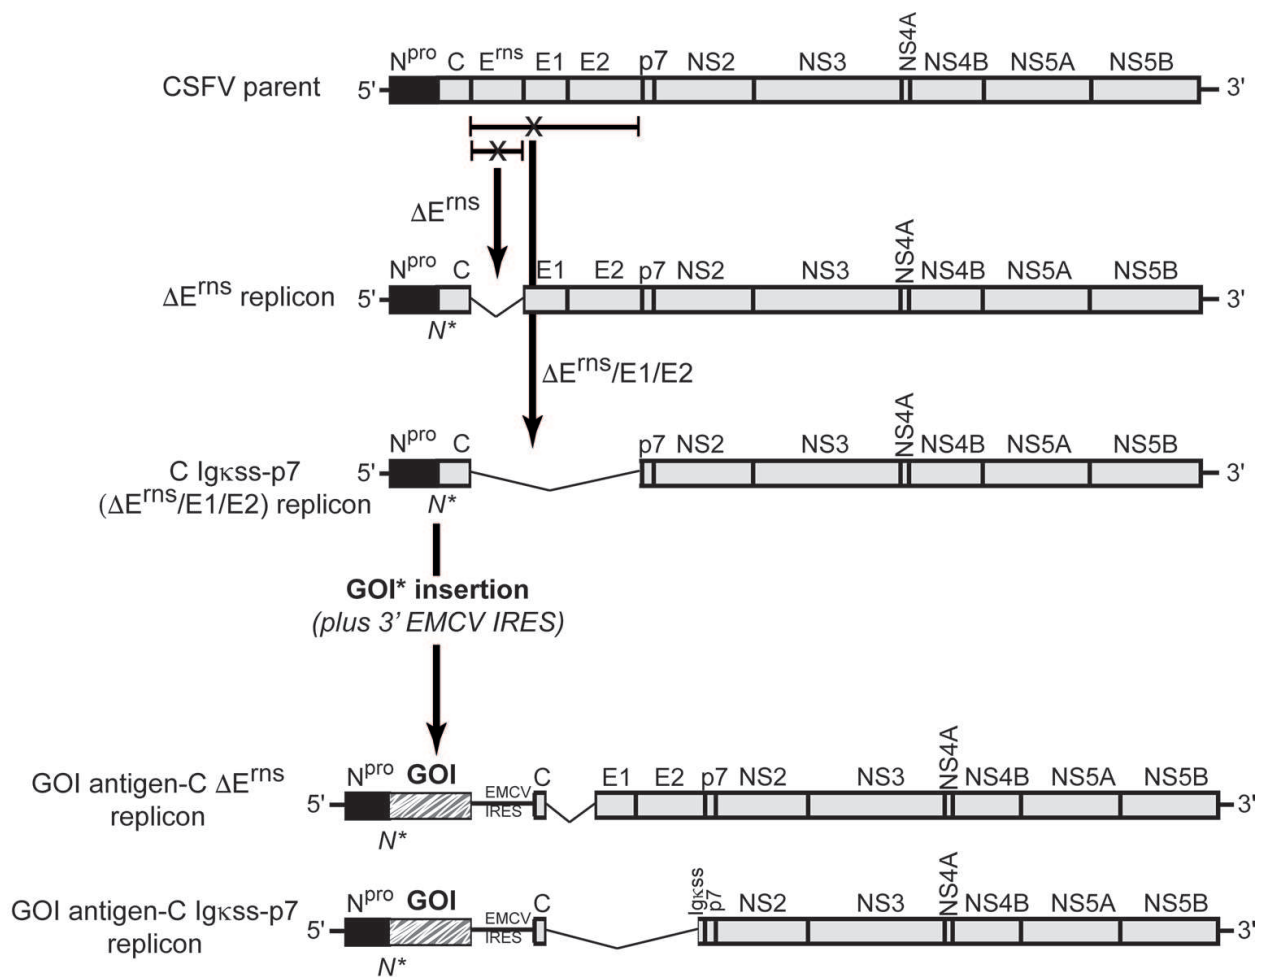 NS4A
N^pro C E^rns E1 E2 p7 NS2 NS3 NS4B NS5A NS5B
CSFV parent 5' 3'
X
X
ΔE^rns
NS4A
N^pro C E1 E2 p7 NS2 NS3 NS4B NS5A NS5B
ΔE^rns replicon 5' 3'
N*
ΔE^rns/E1/E2
NS4A
N^pro C p7 NS2 NS3 NS4B NS5A NS5B
C Igκss-p7 5' 3'
(ΔE^rns/E1/E2) replicon N*
GOI* insertion
(plus 3' EMCV IRES)
NS4A
N^pro GOI C E1 E2 p7 NS2 NS3 NS4B NS5A NS5B
GOI antigen-C ΔE^rns
EMCV
5' 3'
IRES
replicon
N*
NS4A
Igκss
p7
N^pro GOI C NS2 NS3 NS4B NS5A NS5B
GOI antigen-C Igκss-p7
EMCV
5' 3'
IRES
replicon
N*